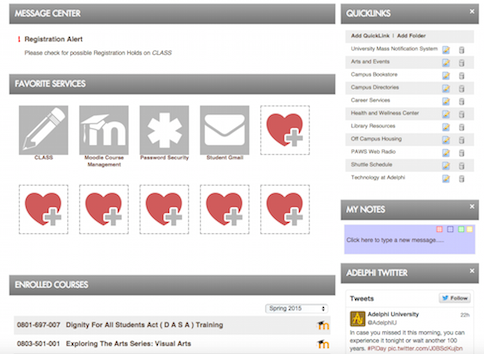 MESSAGE CENTER
! Registration Alert
Please check for possible Registration Holds on CLASS
FAVORITE SERVICES
CLASS
Moodle Course
Management
Password Security
Student Gmail
ENROLLED COURSES
Spring 2015
0801-697-007 Dignity For All Students Act ( D A S A ) Training
0803-501-001 Exploring The Arts Series: Visual Arts
QUICKLINKS
Add QuickLink | Add Folder
University Mass Notification System
Arts and Events
Campus Bookstore
Campus Directories
Career Services
Health and Wellness Center
Library Resources
Off Campus Housing
PAWS Web Radio
Shuttle Schedule
Technology at Adelphi
MY NOTES
Click here to type a new message.....
ADELPHI TWITTER
Tweets
Follow
Adelphi University 22h
@AdelphiU
In case you missed it this morning, you can
experience it tonight or wait another 100
years. #PiDay